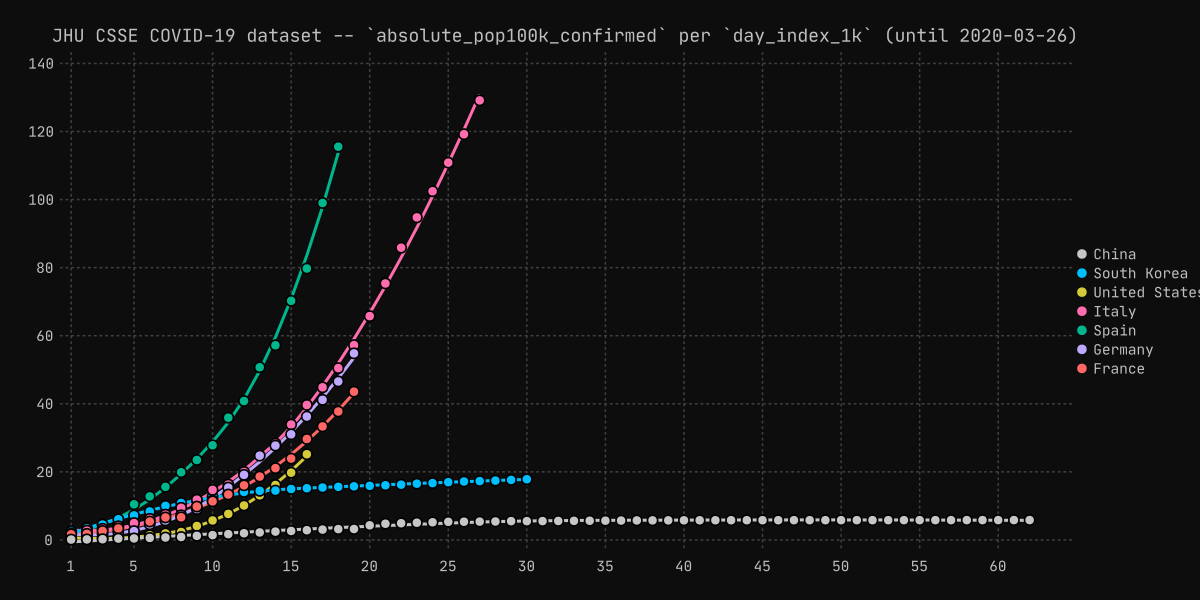 JHU CSSE COVID-19 dataset -- `absolute_pop100k_confirmed` per `day_index_1k` (until 2020-03-26)
140
120
100
80
60
40
20
0
1 5 10 15 20 25 30 35 40 45 50 55 60
China
South Korea
United States
Italy
Spain
Germany
France